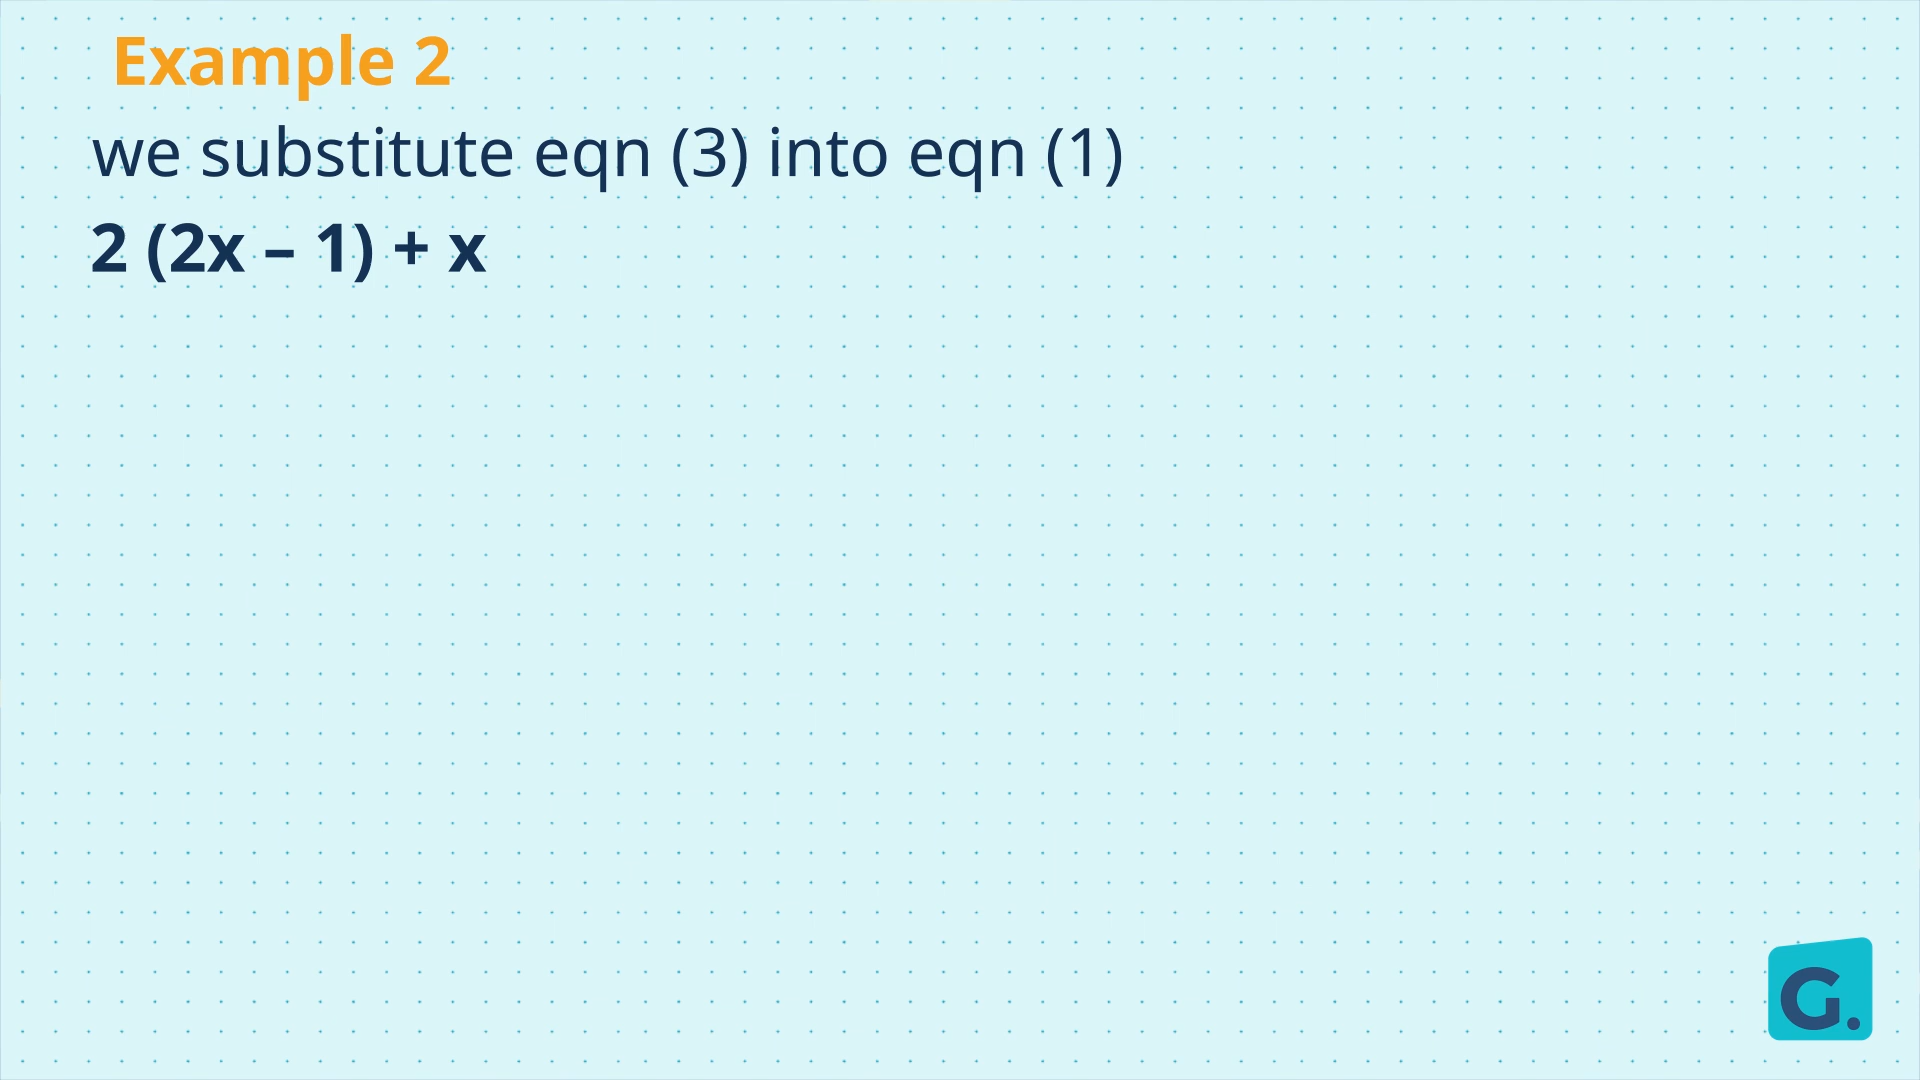 Example 2
we substitute eqn (3) into eqn (1)
2 (2x – 1) + x
G.